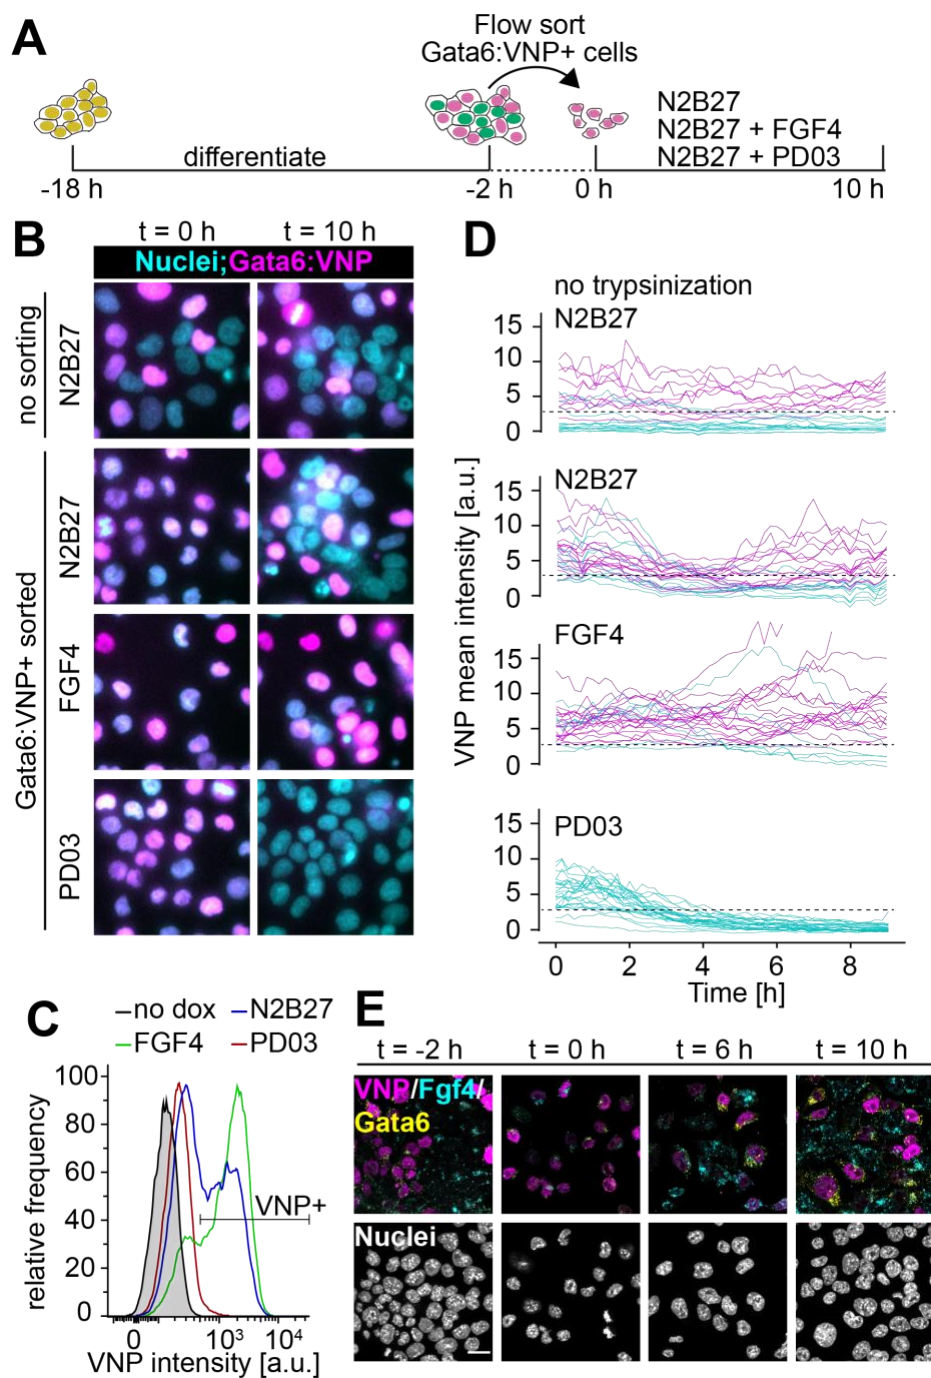 A
Flow sort
Gata6:VNP+ cells
N2B27
N2B27 + FGF4
N2B27 + PD03
differentiate
-18 h
-2 h
0 h
10 h
B
t = 0 h
t = 10 h
Nuclei;Gata6:VNP
no sorting
N2B27
Gata6:VNP+ sorted
N2B27
FGF4
PD03
D
no trypsinization
N2B27
15
10
5
0
N2B27
15
10
5
0
FGF4
15
10
5
0
PD03
15
10
5
0
VNP mean intensity [a.u.]
0 2 4 6 8
Time [h]
C
no dox
N2B27
FGF4
PD03
100
80
60
40
20
0
relative frequency
VNP+
0 10³ 10⁴
VNP intensity [a.u.]
E
t = -2 h
t = 0 h
t = 6 h
t = 10 h
VNP/Fgf4/
Gata6
Nuclei